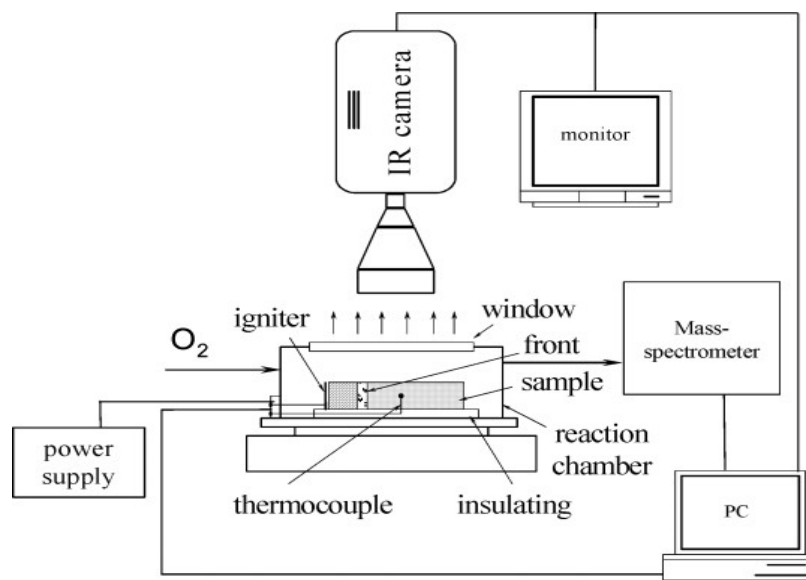 IR camera
monitor
window
igniter
O2
front
Mass-
spectrometer
sample
reaction
chamber
power
supply
thermocouple
insulating
PC